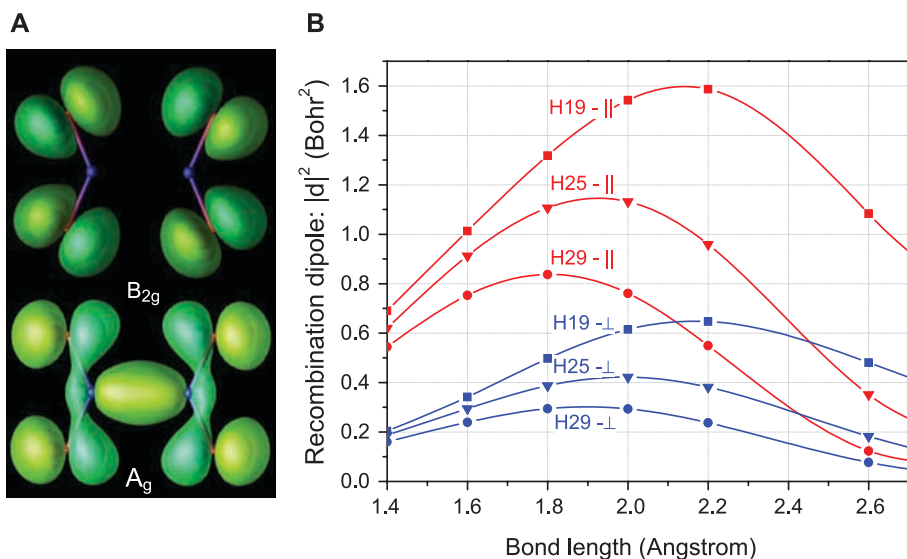 A
B₂g
Ag
B
Recombination dipole: |d|² (Bohr²)
1.6
1.4
1.2
1.0
0.8
0.6
0.4
0.2
0.0
H19 - ||
H25 - ||
H29 - ||
H19 -⊥
H25 -⊥
H29 -⊥
1.4 1.6 1.8 2.0 2.2 2.4 2.6
Bond length (Angstrom)